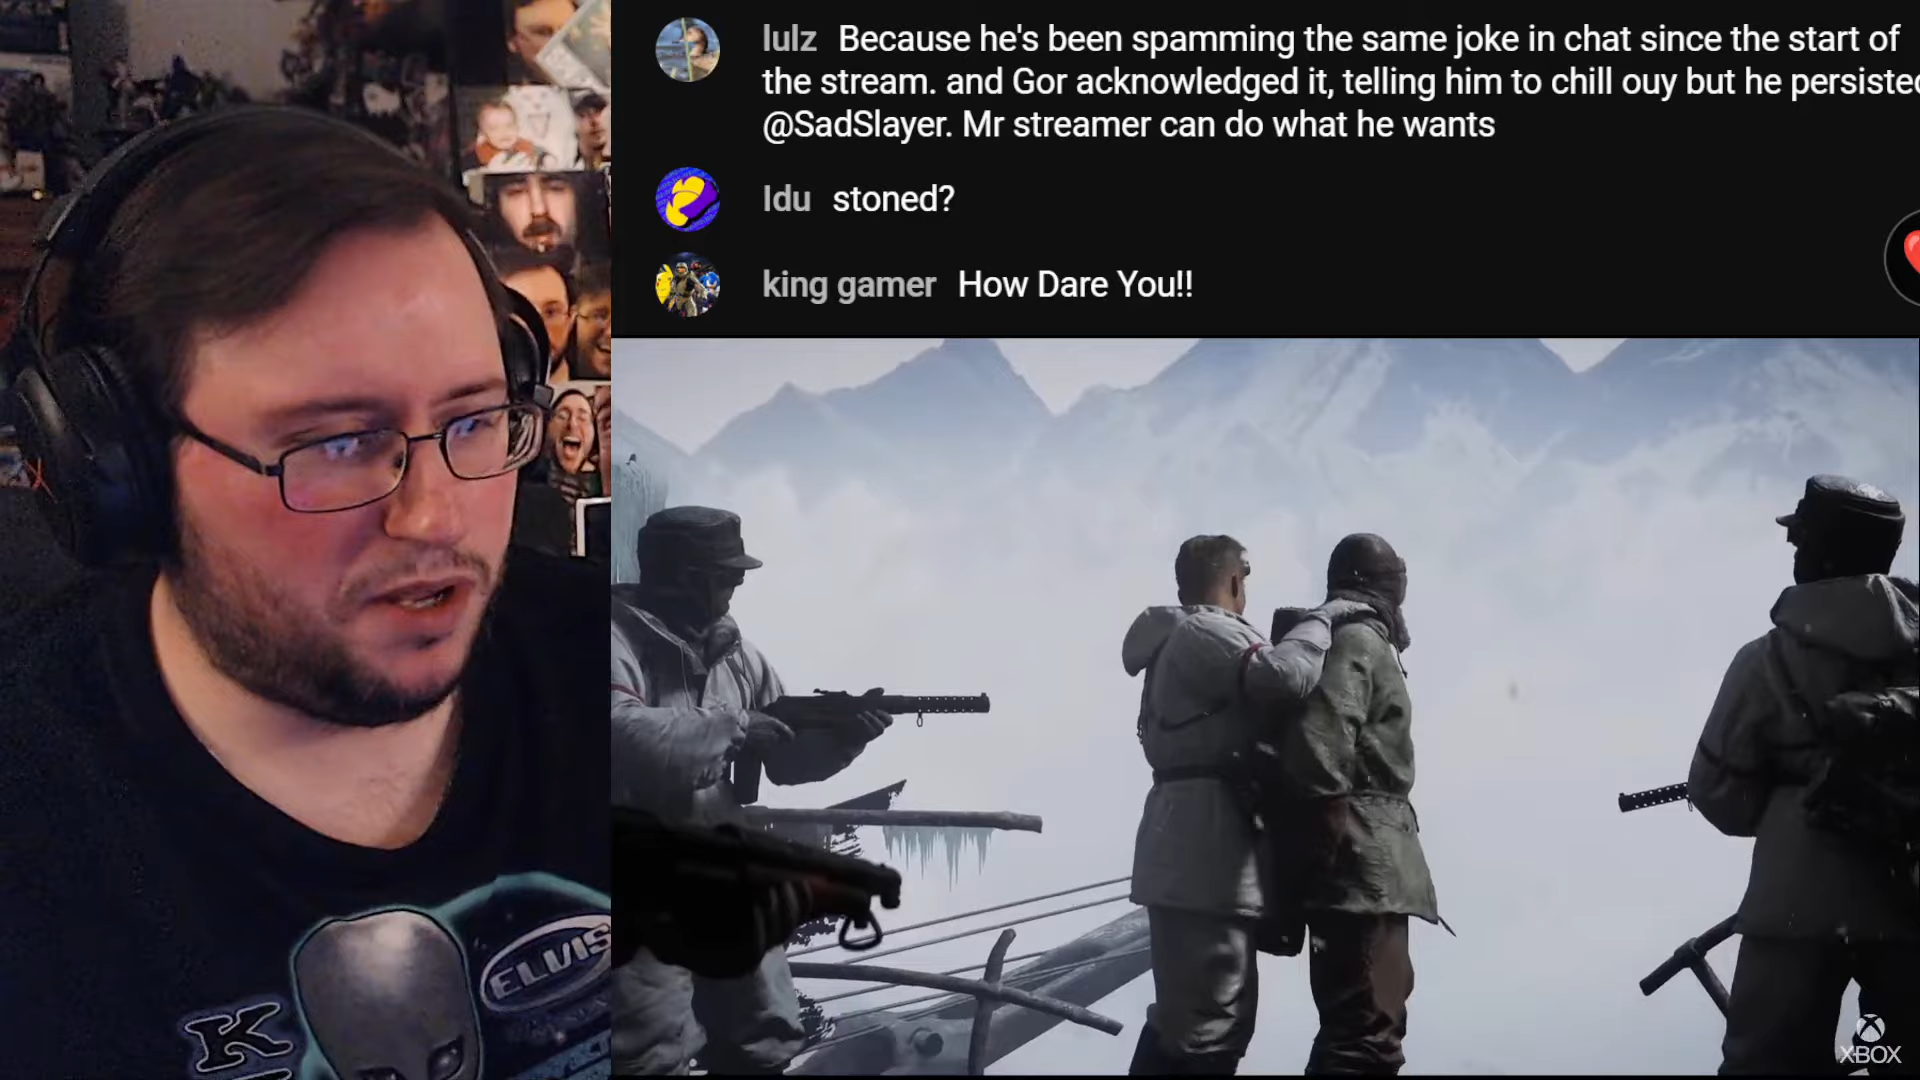 lulz Because he's been spamming the same joke in chat since the start of
the stream. and Gor acknowledged it, telling him to chill ouy but he persisted
@SadSlayer. Mr streamer can do what he wants
Idu stoned?
king gamer How Dare You!!
ELVIS
K
XBOX